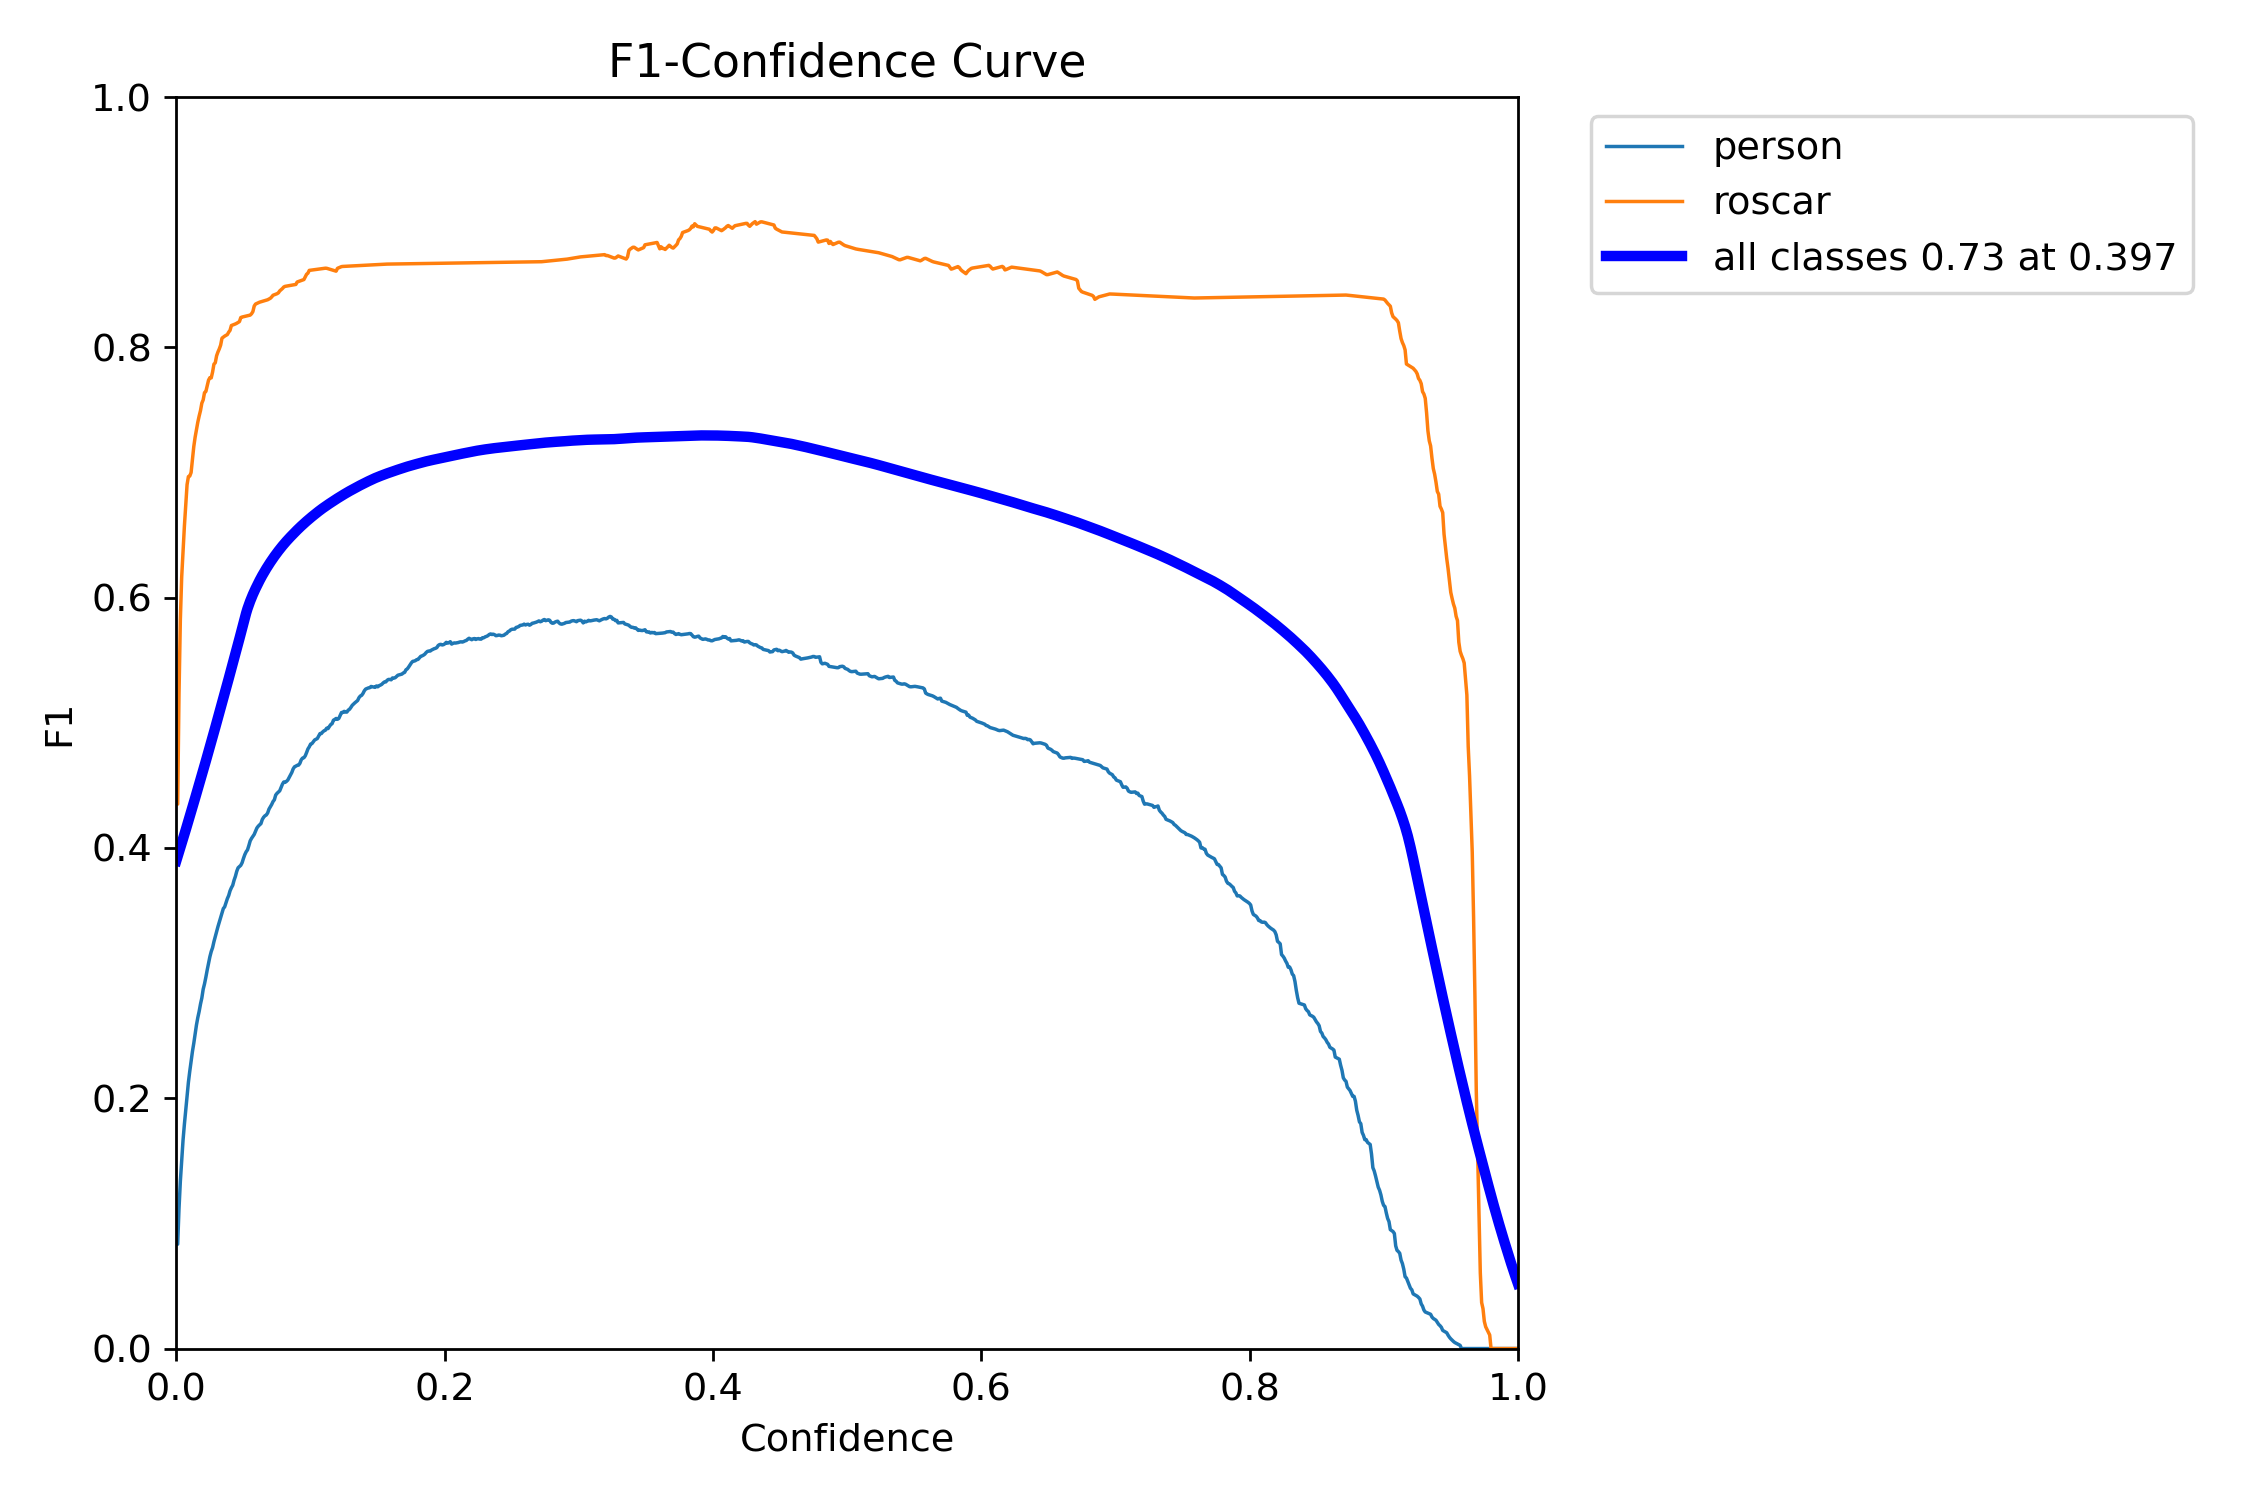 F1-Confidence Curve
person
roscar
all classes 0.73 at 0.397
1.0
0.8
0.6
0.4
0.2
0.0
F1
0.0 0.2 0.4 0.6 0.8 1.0
Confidence